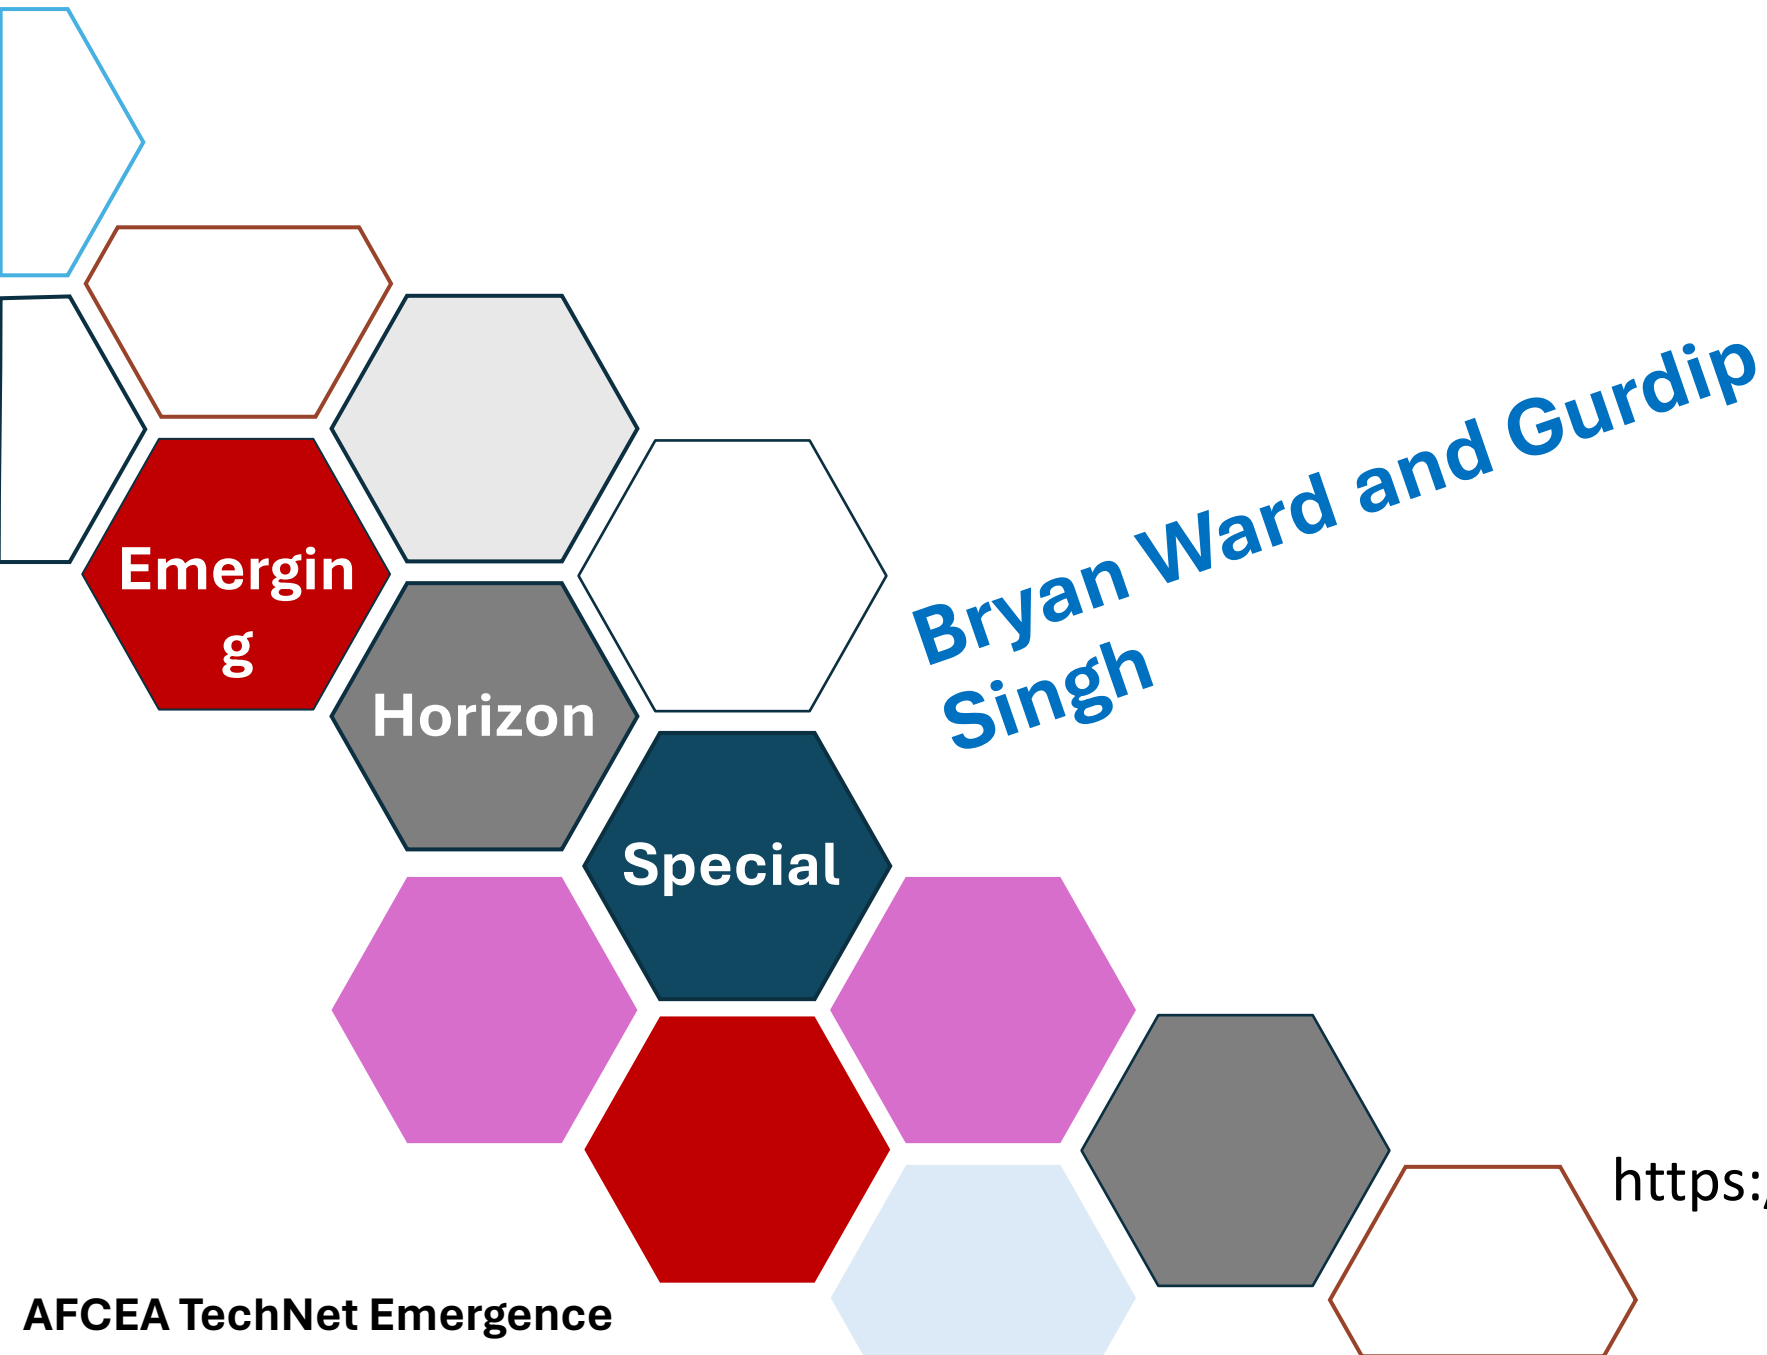 Emergin
g
Horizon
Special
Bryan Ward and Gurdip
Singh
https:/
AFCEA TechNet Emergence